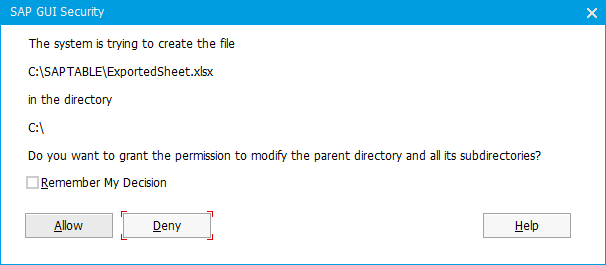 SAP GUI Security
The system is trying to create the file
C:\SAPTABLE\ExportedSheet.xlsx
in the directory
C:\
Do you want to grant the permission to modify the parent directory and all its subdirectories?
Remember My Decision
Allow Deny Help